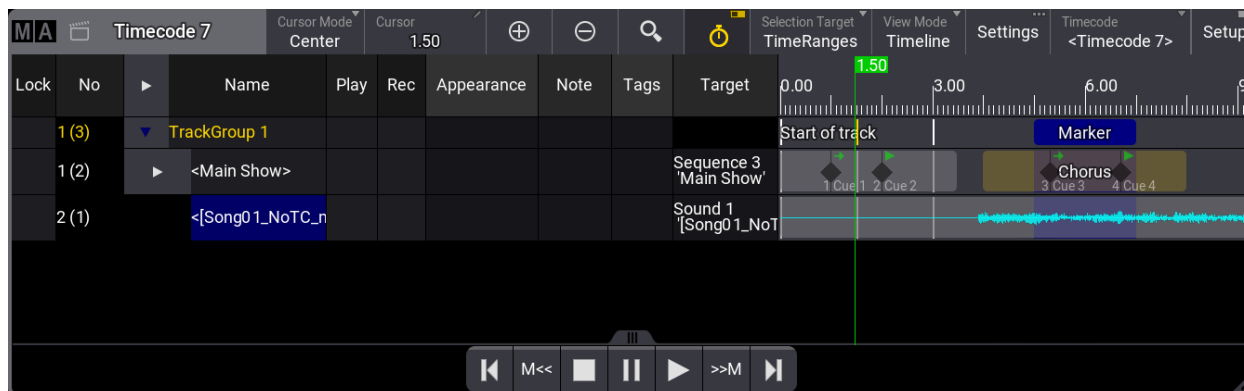 MA Timecode 7 Cursor Mode Center Cursor 1.50 Selection Target TimeRanges View Mode Timeline Settings Timecode <Timecode 7> Setup
1.50
Lock No Name Play Rec Appearance Note Tags Target 0.00 3.00 6.00 9
1 (3) TrackGroup 1 Start of track Marker
1 (2) <Main Show> Sequence 3 'Main Show' Chorus
1 Cue 1 2 Cue 2 3 Cue 3 4 Cue 4
2 (1) <[Song01_NoTC_n Sound 1 '[Song01_NoT
M<< >>M